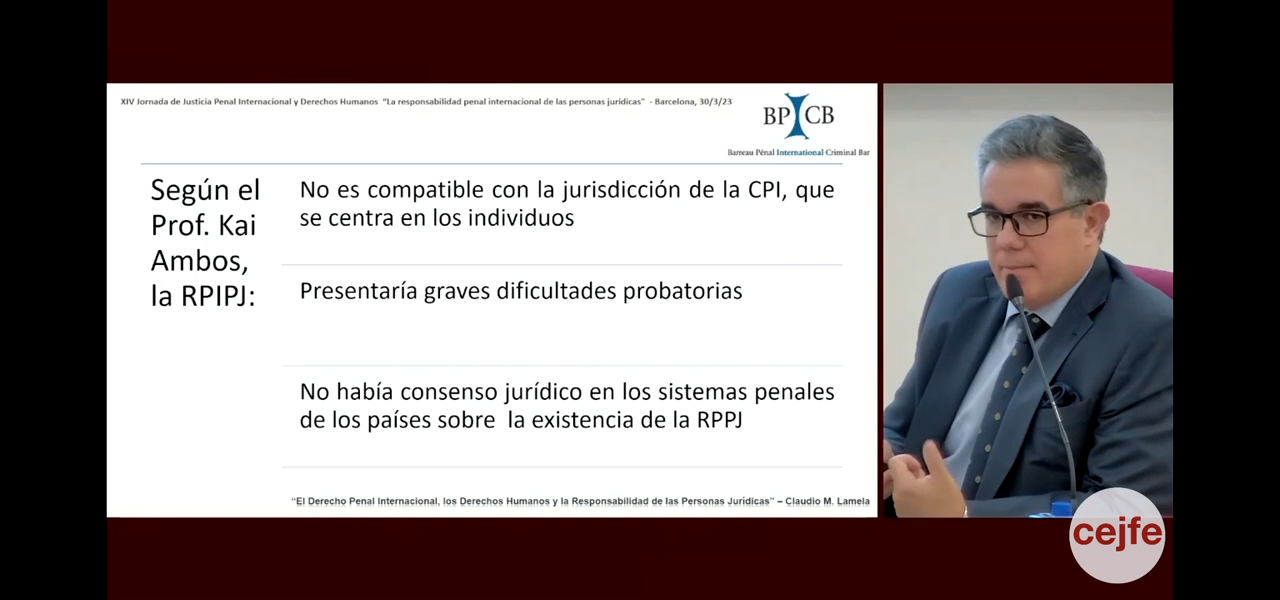 XIV Jornada de Justicia Penal Internacional y Derechos Humanos "La responsabilidad penal internacional de las personas jurídicas" - Barcelona, 30/3/23
BPICB
Barreau Pénal International Criminal Bar
Según el
Prof. Kai
Ambos,
la RPIPJ:
No es compatible con la jurisdicción de la CPI, que
se centra en los individuos
Presentaría graves dificultades probatorias
No había consenso jurídico en los sistemas penales
de los países sobre la existencia de la RPPJ
"El Derecho Penal Internacional, los Derechos Humanos y la Responsabilidad de las Personas Jurídicas" – Claudio M. Lamela
cejfe